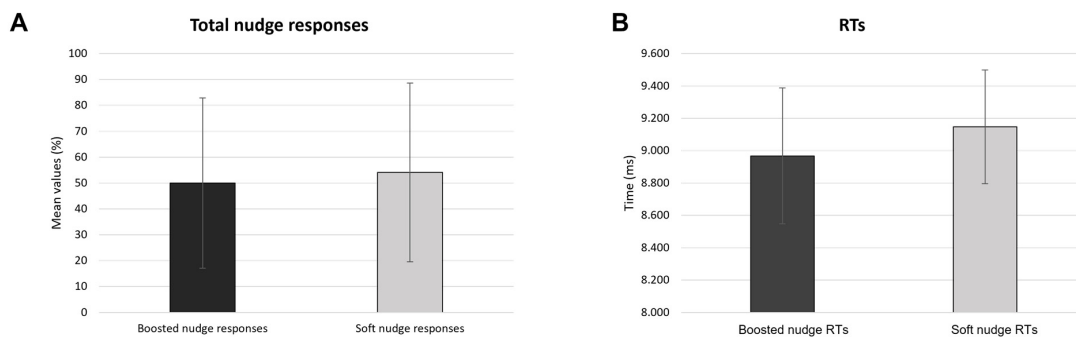 A
Total nudge responses
100
90
80
70
60
50
40
30
20
10
0
Mean values (%)
Boosted nudge responses
Soft nudge responses
B
RTs
9.600
9.400
9.200
9.000
8.800
8.600
8.400
8.200
8.000
Time (ms)
Boosted nudge RTs
Soft nudge RTs